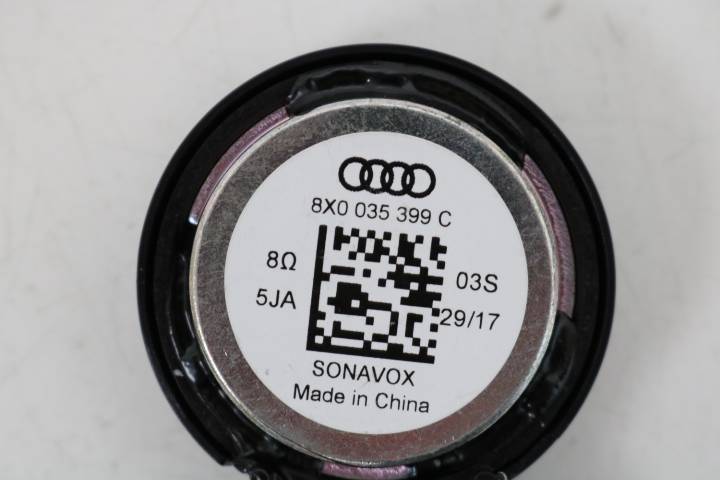 8X0 035 399 C
8Ω
03S
5JA
29/17
SONAVOX
Made in China